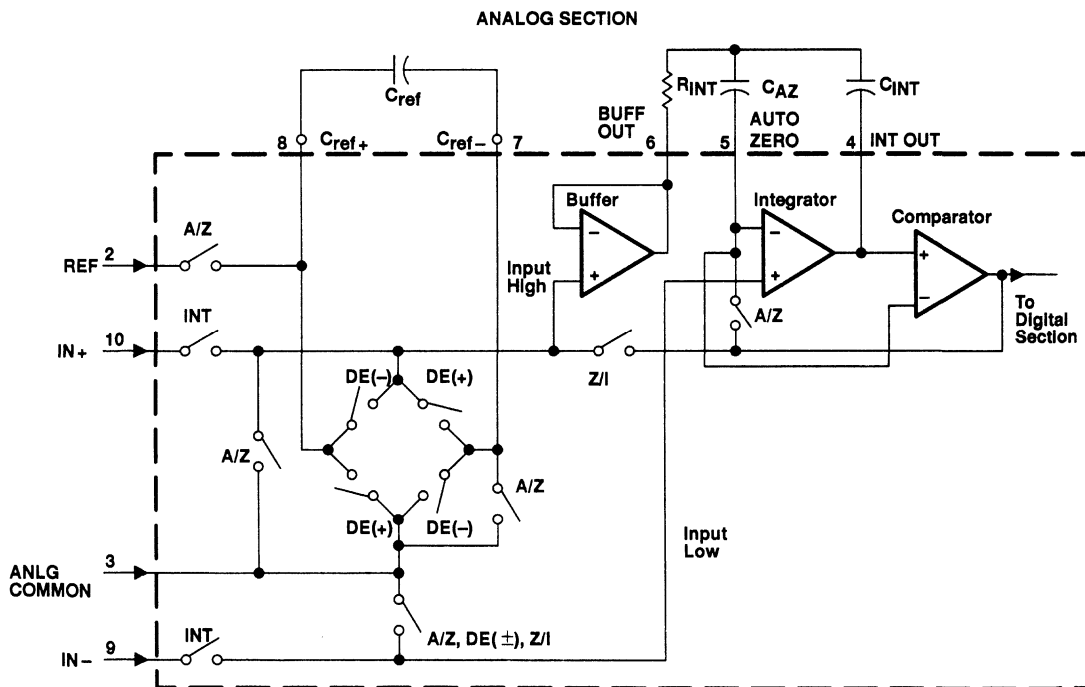 ANALOG SECTION
RINT
CAZ
CINT
Cref
BUFF
OUT
AUTO
ZERO
8
Cref+
Cref−
7
6
5
4
INT OUT
Buffer
Integrator
Comparator
A/Z
REF
2
−
+
−
+
+
−
Input
High
A/Z
To
Digital
Section
INT
IN+
10
Z/I
DE(−)
DE(+)
A/Z
A/Z
DE(+)
DE(−)
Input
Low
ANLG
COMMON
3
A/Z, DE(±), Z/I
INT
IN−
9